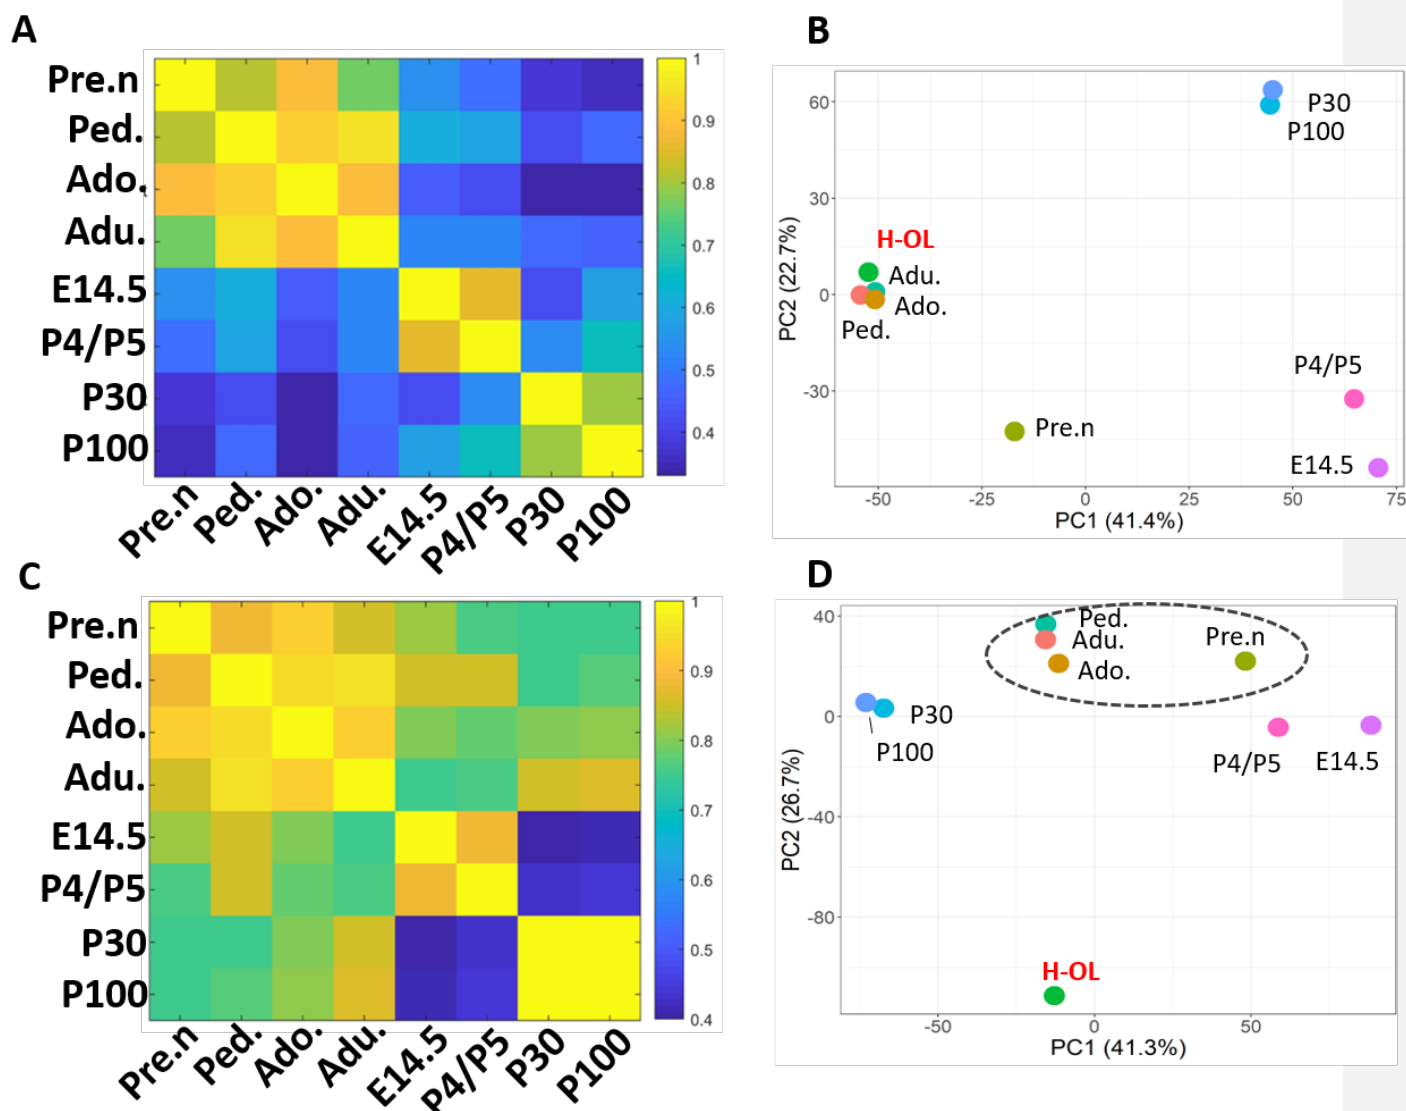 A
Pre.n
Ped.
Ado.
Adu.
E14.5
P4/P5
P30
P100
Pre.n
Ped.
Ado.
Adu.
E14.5
P4/P5
P30
P100
1
0.9
0.8
0.7
0.6
0.5
0.4
B
PC2 (22.7%)
60
30
0
-30
P30
P100
H-OL
Adu.
Ado.
Ped.
P4/P5
Pre.n
E14.5
-50
-25
0
25
50
75
PC1 (41.4%)
C
Pre.n
Ped.
Ado.
Adu.
E14.5
P4/P5
P30
P100
Pre.n
Ped.
Ado.
Adu.
E14.5
P4/P5
P30
P100
1
0.9
0.8
0.7
0.6
0.5
0.4
D
PC2 (26.7%)
40
0
-40
-80
Ped.
Adu.
Pre.n
Ado.
P30
P100
P4/P5
E14.5
H-OL
-50
0
50
PC1 (41.3%)